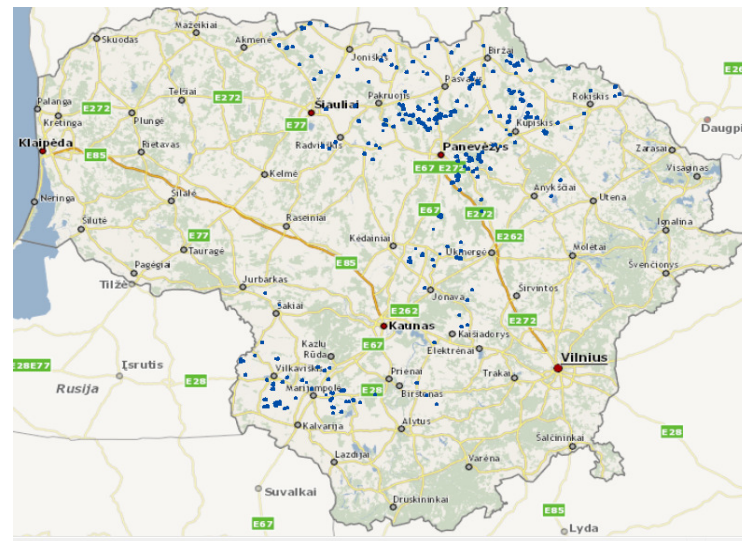 Mažeikiai
Skuodas
Akmenė
Joniškis
Biržai
E26
Telšiai
Pasvalys
Palanga
E272
E272
Šiauliai
Pakruojis
Rokiškis
Kretinga
Plungė
E77
Kupiškis
Daugpi
Klaipėda
Rietavas
Radviliškis
Panevėžys
Zarasai
E85
E67
E272
Visaginas
Kelmė
Anykščiai
Neringa
Šilalė
Utena
Šilutė
Raseiniai
E67
E272
Ignalina
E77
Kėdainiai
E262
Tauragė
Ukmergė
Molėtai
Pagėgiai
E85
Švenčionys
Tilžė
Jurbarkas
Jonava
Širvintos
Šakiai
E262
Kaunas
E272
Kaišiadorys
Kazlų
Rūda
E67
Elektrėnai
Vilnius
E28E77
Įsrutis
Vilkaviškis
Prienai
Trakai
Rusija
E28
Marijampolė
E28
Birštonas
Kalvarija
Alytus
E28
Šalčininkai
Lazdijai
Varėna
Suvalkai
Druskininkai
E67
E85
Lyda